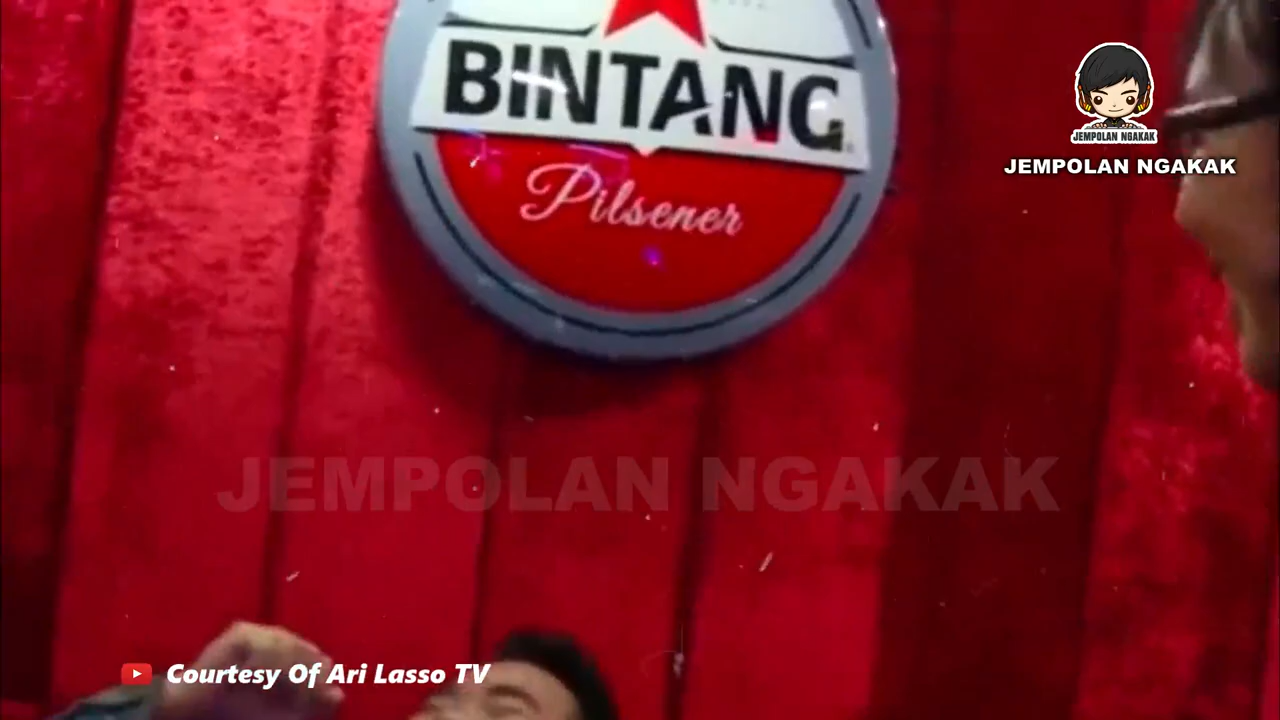 BINTANG
Pilsener
JEMPOLAN NGAKAK
JEMPOLAN NGAKAK
JEMPOLAN NGAKAK
Courtesy Of Ari Lasso TV